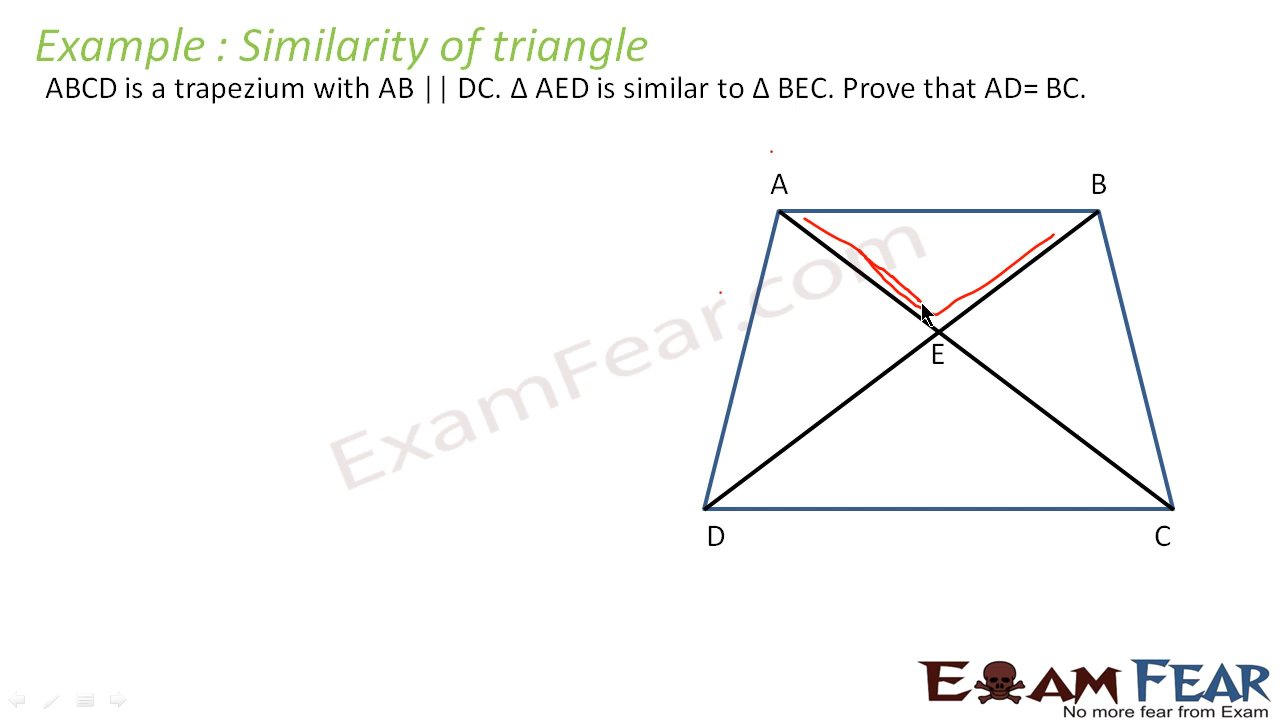 Example : Similarity of triangle
ABCD is a trapezium with AB || DC. Δ AED is similar to Δ BEC. Prove that AD= BC.
A
B
ExamFear.com
E
D
C
EXAM FEAR
No more fear from Exam